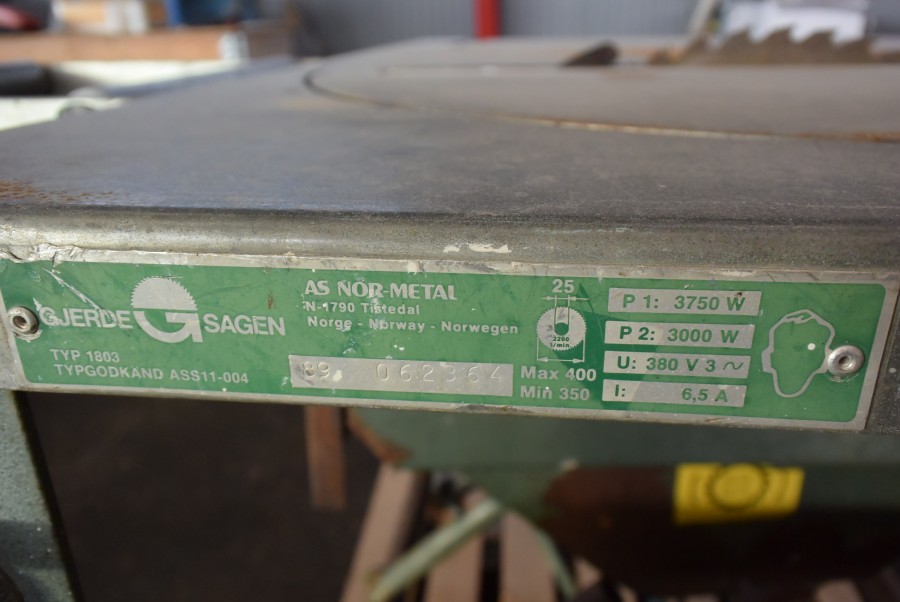 GJERDE SAGEN
TYP 1803
TYPGODKÄND ASS11-004
AS NOR-METAL
N-1790 Tistedal
Norge - Norway - Norwegen
89 062364
25
2200
1/min
Max 400
Min 350
P 1: 3750 W
P 2: 3000 W
U: 380 V 3 ~
I: 6,5 A